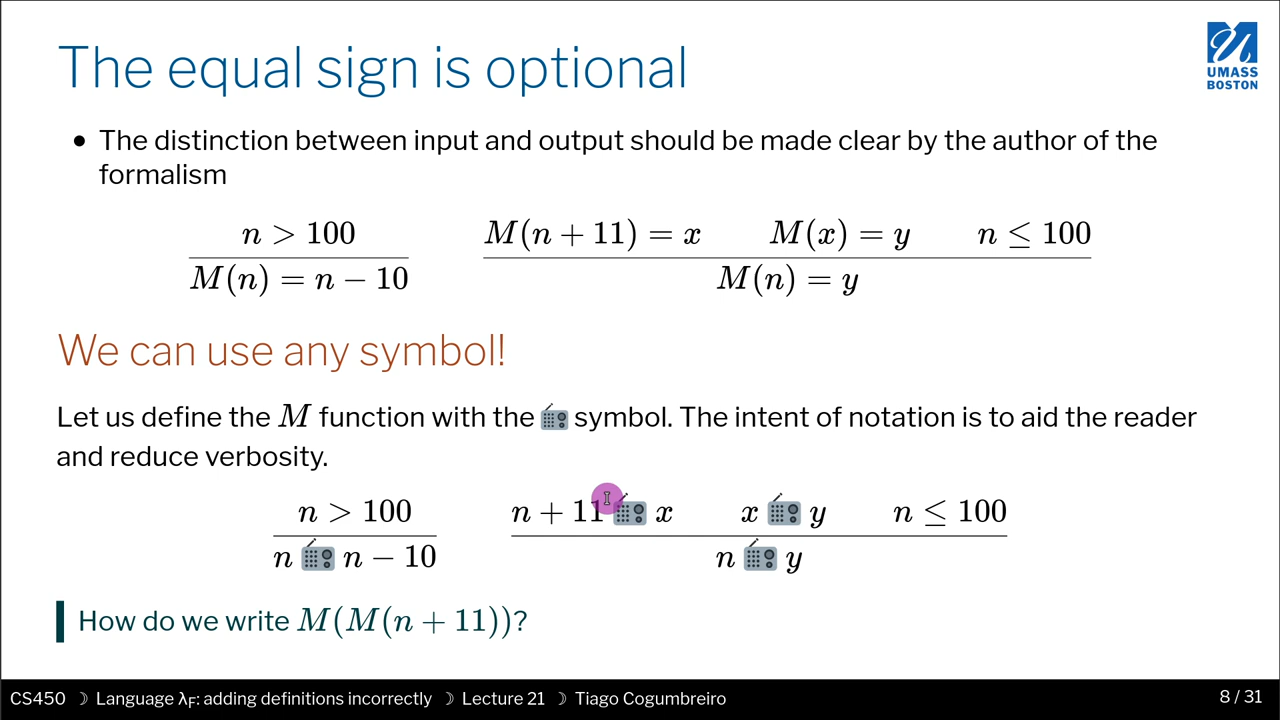 The equal sign is optional
UMASS
BOSTON
● The distinction between input and output should be made clear by the author of the
formalism
n > 100
M(n) = n − 10
M(n + 11) = x M(x) = y n ≤ 100
M(n) = y
We can use any symbol!
Let us define the M function with the 📻 symbol. The intent of notation is to aid the reader
and reduce verbosity.
n > 100
n 📻 n − 10
n + 11 📻 x x 📻 y n ≤ 100
n 📻 y
How do we write M(M(n + 11))?
CS450 ☽ Language λF: adding definitions incorrectly ☽ Lecture 21 ☽ Tiago Cogumbreiro
8 / 31